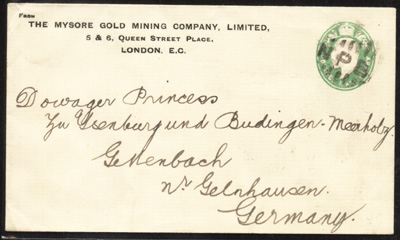 From
THE MYSORE GOLD MINING COMPANY, LIMITED,
5 & 6, QUEEN STREET PLACE,
LONDON, E.C.
Dowager Princess
Zu Ysenburg und Budingen-Meerholz.
Gettenbach
nr Gelnhausen.
Germany.